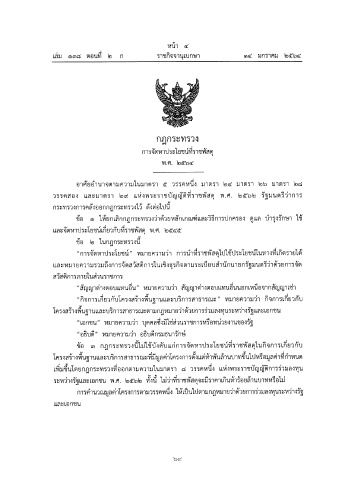 หน้า ๔
เล่ม ๑๓๘ ตอนที่ ๒ ก ราชกิจจานุเบกษา ๑๔ มกราคม ๒๕๖๔
กฎกระทรวง
การจัดหาประโยชน์ที่ราชพัสดุ
พ.ศ. ๒๕๖๔
อาศัยอำนาจตามความในมาตรา ๕ วรรคหนึ่ง มาตรา ๒๔ มาตรา ๒๖ มาตรา ๒๘
วรรคสอง และมาตรา ๒๙ แห่งพระราชบัญญัติที่ราชพัสดุ พ.ศ. ๒๕๖๒ รัฐมนตรีว่าการ
กระทรวงการคลังออกกฎกระทรวงไว้ ดังต่อไปนี้
ข้อ ๑ ให้ยกเลิกกฎกระทรวงว่าด้วยหลักเกณฑ์และวิธีการปกครอง ดูแล บำรุงรักษา ใช้
และจัดหาประโยชน์เกี่ยวกับที่ราชพัสดุ พ.ศ. ๒๕๔๕
ข้อ ๒ ในกฎกระทรวงนี้
"การจัดหาประโยชน์" หมายความว่า การนำที่ราชพัสดุไปใช้ประโยชน์ในทางที่เกิดรายได้
และหมายความรวมถึงการจัดสวัสดิการในเชิงธุรกิจตามระเบียบสำนักนายกรัฐมนตรีว่าด้วยการจัด
สวัสดิการภายในส่วนราชการ
"สัญญาต่างตอบแทนอื่น" หมายความว่า สัญญาต่างตอบแทนอื่นนอกเหนือจากสัญญาเช่า
"กิจการเกี่ยวกับโครงสร้างพื้นฐานและบริการสาธารณะ" หมายความว่า กิจการเกี่ยวกับ
โครงสร้างพื้นฐานและบริการสาธารณะตามกฎหมายว่าด้วยการร่วมลงทุนระหว่างรัฐและเอกชน
"เอกชน" หมายความว่า บุคคลซึ่งมิใช่ส่วนราชการหรือหน่วยงานของรัฐ
"อธิบดี" หมายความว่า อธิบดีกรมธนารักษ์
ข้อ ๓ กฎกระทรวงนี้ไม่ใช้บังคับแก่การจัดหาประโยชน์ที่ราชพัสดุในกิจการเกี่ยวกับ
โครงสร้างพื้นฐานและบริการสาธารณะที่มีมูลค่าโครงการตั้งแต่ห้าพันล้านบาทขึ้นไปหรือมูลค่าที่กำหนด
เพิ่มขึ้นโดยกฎกระทรวงที่ออกตามความในมาตรา ๘ วรรคหนึ่ง แห่งพระราชบัญญัติการร่วมลงทุน
ระหว่างรัฐและเอกชน พ.ศ. ๒๕๖๒ ทั้งนี้ ไม่ว่าที่ราชพัสดุจะมีราคาเกินห้าร้อยล้านบาทหรือไม่
การคำนวณมูลค่าโครงการตามวรรคหนึ่ง ให้เป็นไปตามกฎหมายว่าด้วยการร่วมลงทุนระหว่างรัฐ
และเอกชน